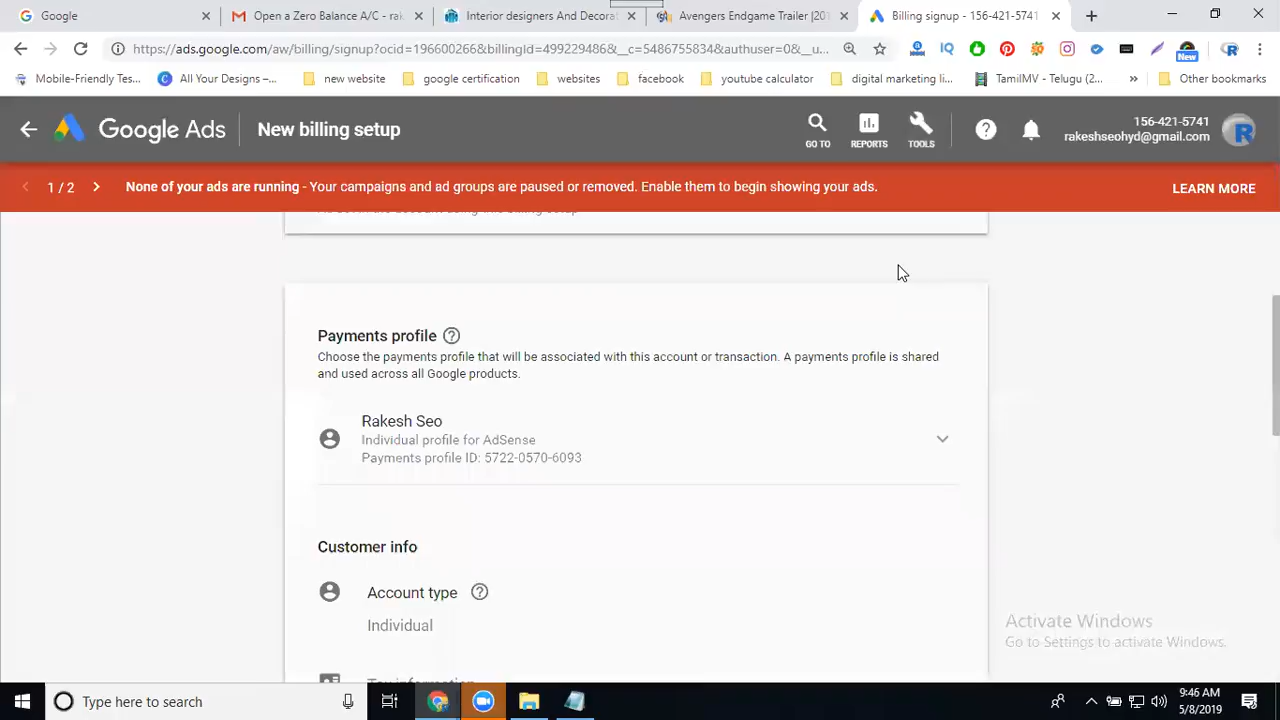 Google
Open a Zero Balance A/C - rak
Interior designers And Decorat
Avengers Endgame Trailer (201
Billing signup - 156-421-5741
https://ads.google.com/aw/billing/signup?ocid=196600266&billingId=499229486&__c=5486755834&authuser=0&__u...
Mobile-Friendly Tes...
All Your Designs –...
new website
google certification
websites
facebook
youtube calculator
digital marketing li...
TamilMV - Telugu (2...
»
Other bookmarks
New
Google Ads
New billing setup
GO TO
REPORTS
TOOLS
156-421-5741
rakeshseohyd@gmail.com
1 / 2
None of your ads are running - Your campaigns and ad groups are paused or removed. Enable them to begin showing your ads.
LEARN MORE
Payments profile
Choose the payments profile that will be associated with this account or transaction. A payments profile is shared
and used across all Google products.
Rakesh Seo
Individual profile for AdSense
Payments profile ID: 5722-0570-6093
Customer info
Account type
Individual
Activate Windows
Go to Settings to activate Windows.
Type here to search
9:46 AM
5/8/2019